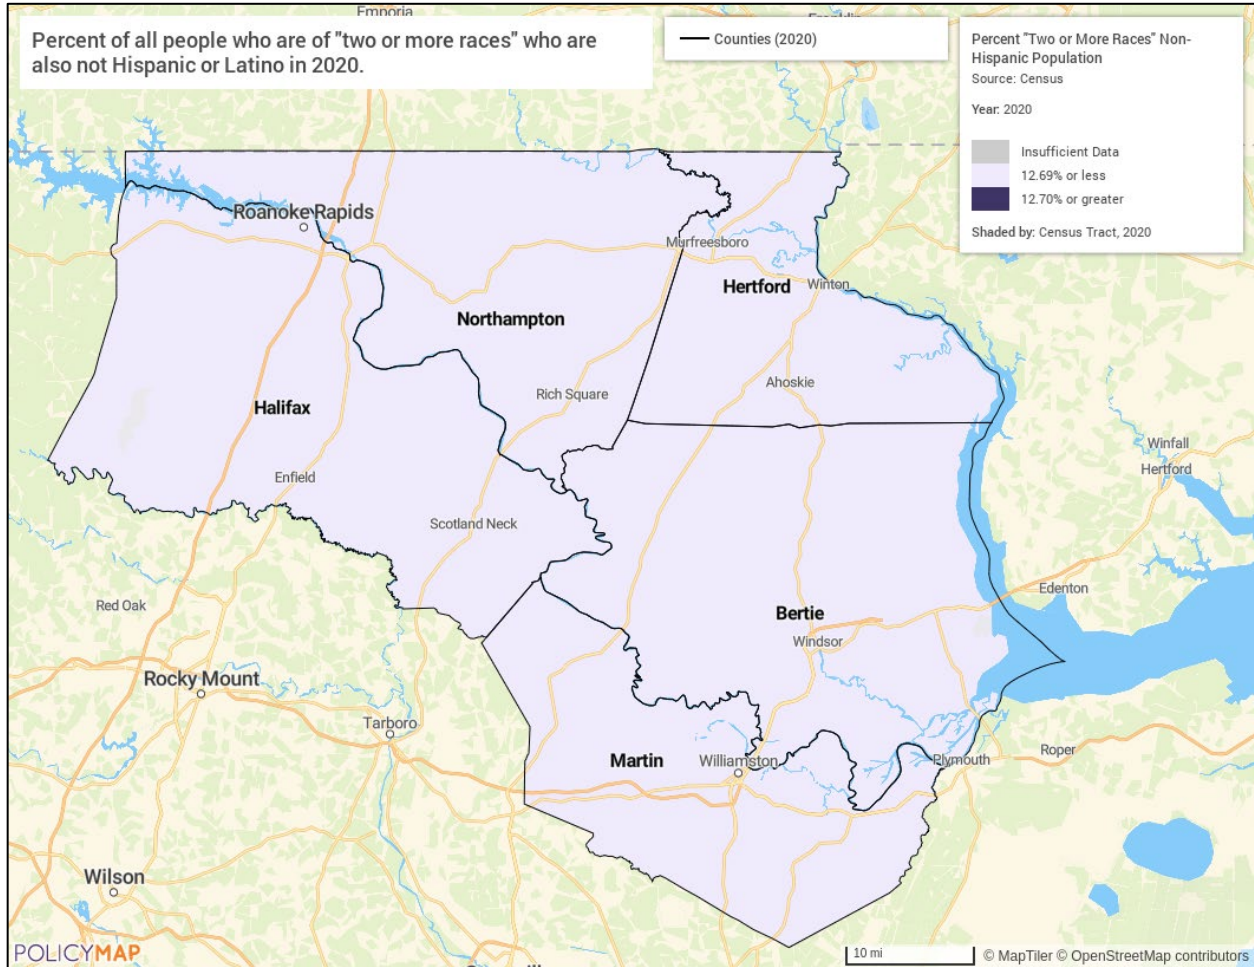 Emporia
Percent of all people who are of "two or more races" who are
also not Hispanic or Latino in 2020.
Counties (2020)
Percent "Two or More Races" Non-
Hispanic Population
Source: Census
Year: 2020
Insufficient Data
12.69% or less
12.70% or greater
Shaded by: Census Tract, 2020
Roanoke Rapids
Murfreesboro
Hertford
Winton
Northampton
Ahoskie
Rich Square
Halifax
Winfall
Hertford
Enfield
Scotland Neck
Edenton
Red Oak
Bertie
Windsor
Rocky Mount
Tarboro
Roper
Martin
Williamston
Plymouth
Wilson
POLICYMAP
10 mi
© MapTiler © OpenStreetMap contributors